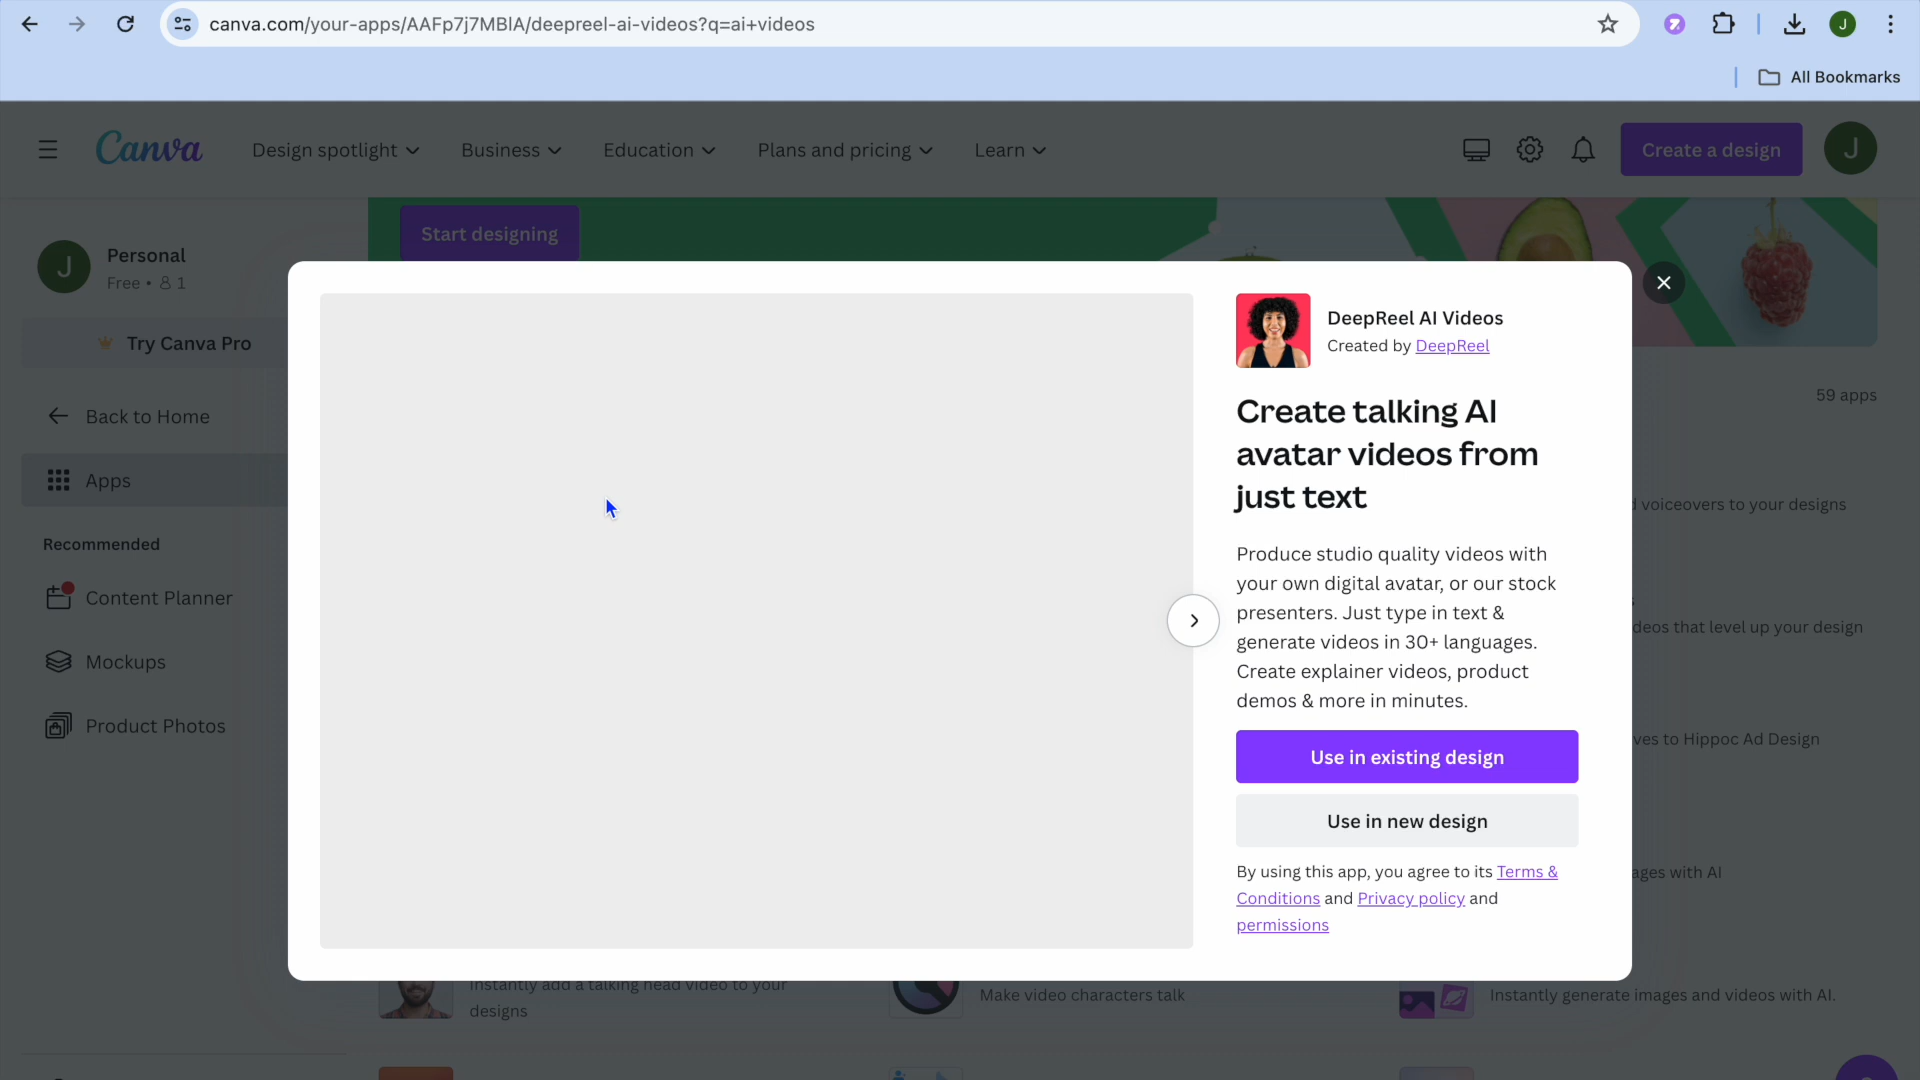 canva.com/your-apps/AAFp7j7MBlA/deepreel-ai-videos?q=ai+videos
J
All Bookmarks
Canva
Design spotlight
Business
Education
Plans and pricing
Learn
Create a design
J
Start designing
J
Personal
Free • 1
Try Canva Pro
Back to Home
Apps
Recommended
Content Planner
Mockups
Product Photos
DeepReel AI Videos
Created by DeepReel
Create talking AI
avatar videos from
just text
Produce studio quality videos with
your own digital avatar, or our stock
presenters. Just type in text &
generate videos in 30+ languages.
Create explainer videos, product
demos & more in minutes.
Use in existing design
Use in new design
By using this app, you agree to its Terms &
Conditions and Privacy policy and
permissions
59 apps
voiceovers to your designs
that level up your design
to Hippoc Ad Design
with AI
Instantly add a talking head video to your
designs
Make video characters talk
Instantly generate images and videos with AI.